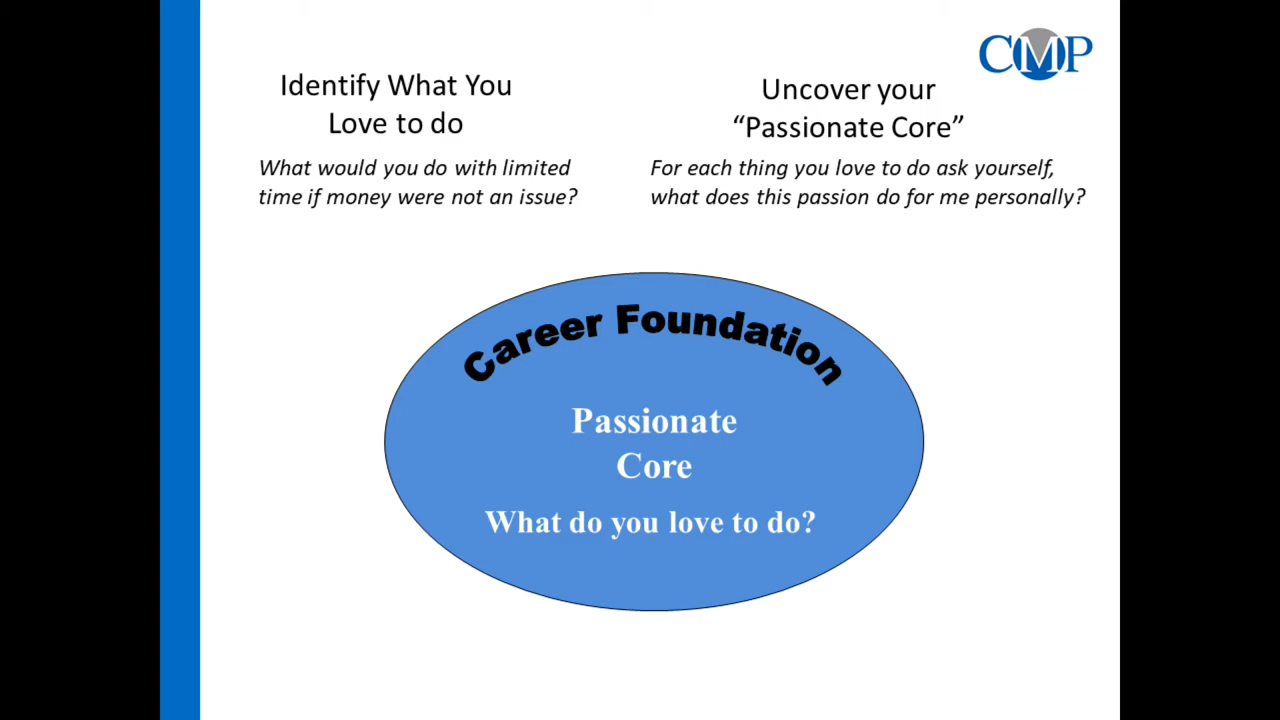 CMP
Identify What You
Love to do
What would you do with limited
time if money were not an issue?
Uncover your
“Passionate Core”
For each thing you love to do ask yourself,
what does this passion do for me personally?
Career Foundation
Passionate
Core
What do you love to do?